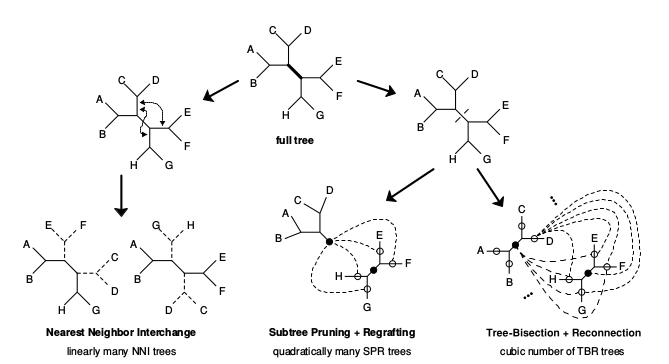 C D
A E
B F
H G
full tree
C D
A E
B F
H G
C D
A E
B F
H G
E F
A C
B D
H G
G H
A E
B F
D C
D
C
A
B
E
H F
G
C
D
A
B
E
H F
G
Nearest Neighbor Interchange
linearly many NNI trees
Subtree Pruning + Regrafting
quadratically many SPR trees
Tree-Bisection + Reconnection
cubic number of TBR trees